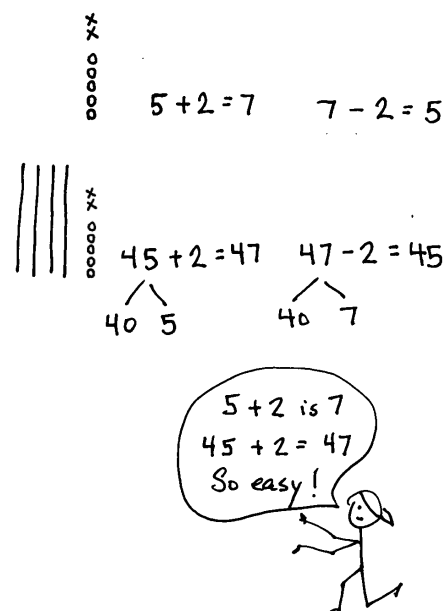 5 + 2 = 7 7 - 2 = 5
45 + 2 = 47 47 - 2 = 45
40 5 40 7
5 + 2 is 7
45 + 2 = 47
So easy!